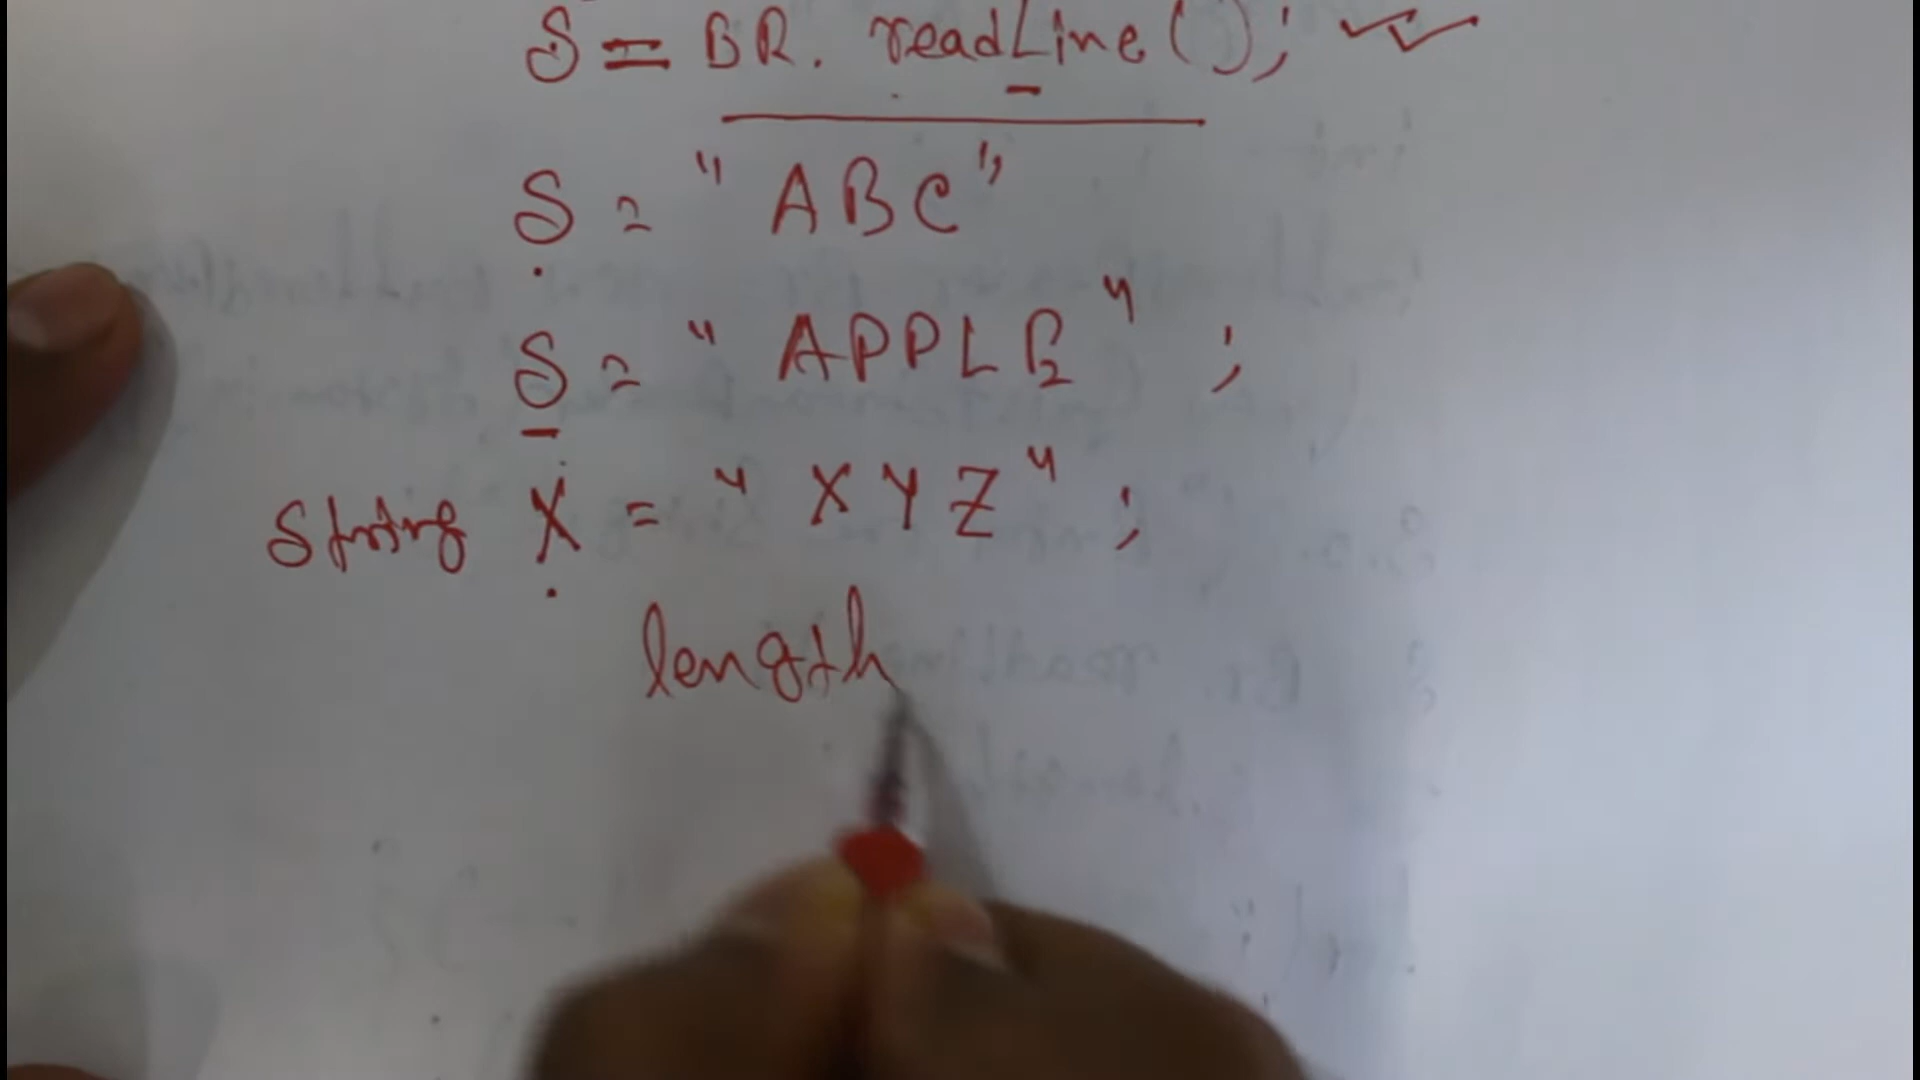 S = BR. readLine();
S = "ABC"
S = "APPLE";
String X = "XYZ";
length